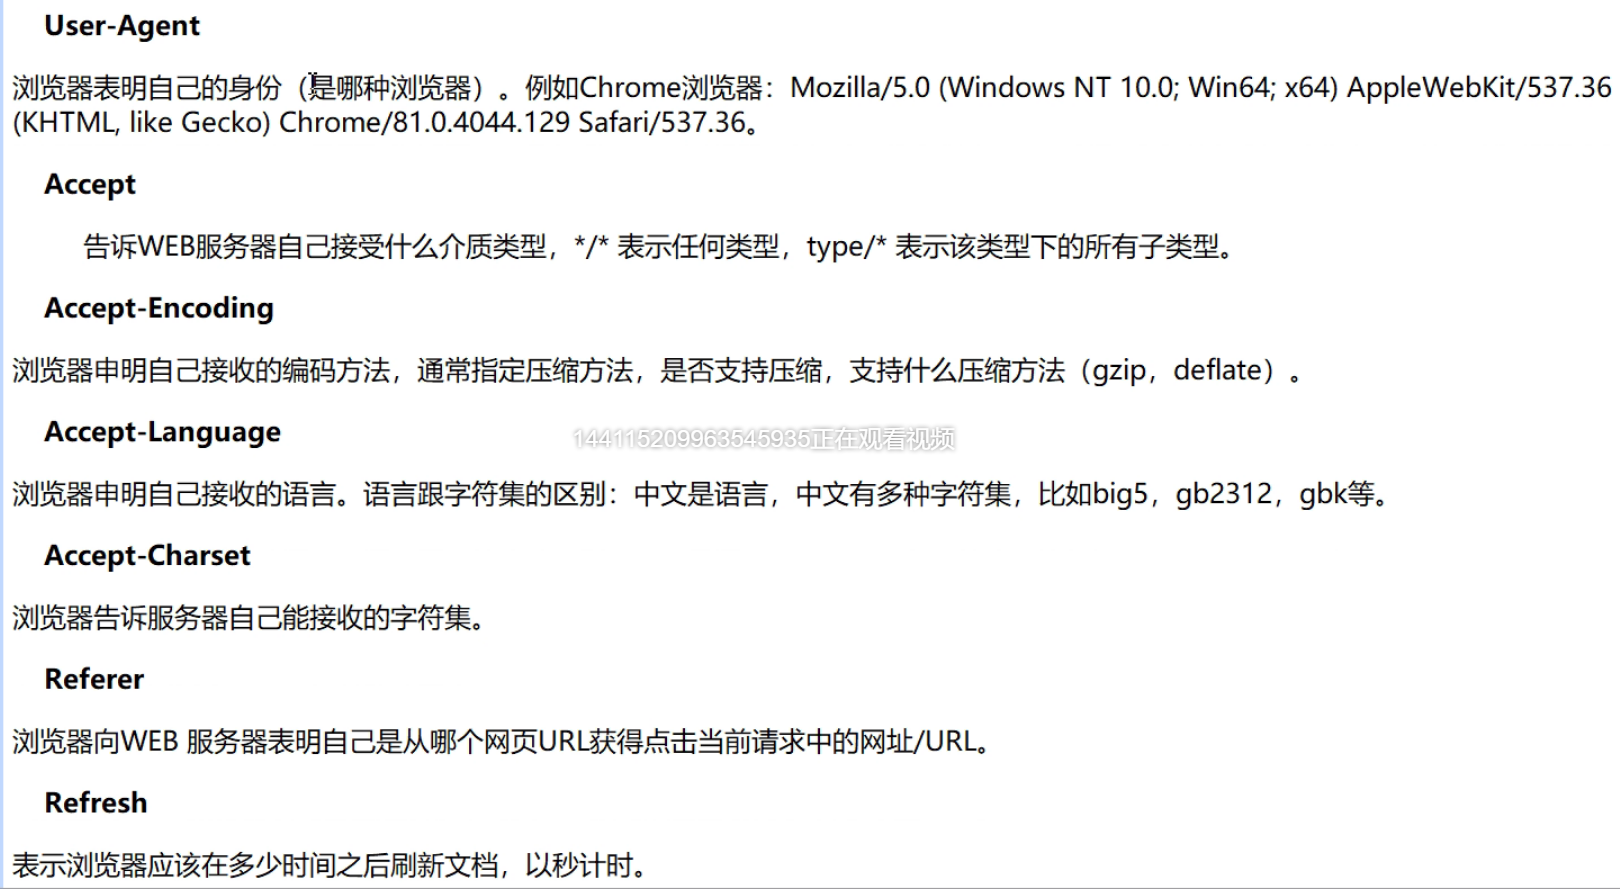 User-Agent
浏览器表明自己的身份（是哪种浏览器）。例如Chrome浏览器：Mozilla/5.0 (Windows NT 10.0; Win64; x64) AppleWebKit/537.36
(KHTML, like Gecko) Chrome/81.0.4044.129 Safari/537.36。
Accept
告诉WEB服务器自己接受什么介质类型，*/* 表示任何类型，type/* 表示该类型下的所有子类型。
Accept-Encoding
浏览器申明自己接收的编码方法，通常指定压缩方法，是否支持压缩，支持什么压缩方法（gzip，deflate）。
Accept-Language
144115209963545935正在观看视频
浏览器申明自己接收的语言。语言跟字符集的区别：中文是语言，中文有多种字符集，比如big5，gb2312，gbk等。
Accept-Charset
浏览器告诉服务器自己能接收的字符集。
Referer
浏览器向WEB 服务器表明自己是从哪个网页URL获得点击当前请求中的网址/URL。
Refresh
表示浏览器应该在多少时间之后刷新文档，以秒计时。